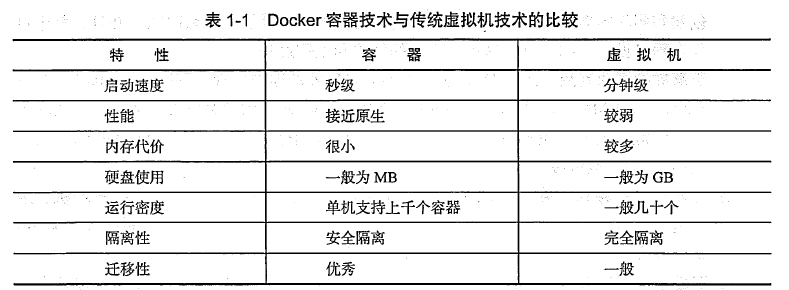 表 1-1 Docker 容器技术与传统虚拟机技术的比较
特 性 容 器 虚 拟 机
启动速度 秒级 分钟级
性能 接近原生 较弱
内存代价 很小 较多
硬盘使用 一般为 MB 一般为 GB
运行密度 单机支持上千个容器 一般几十个
隔离性 安全隔离 完全隔离
迁移性 优秀 一般